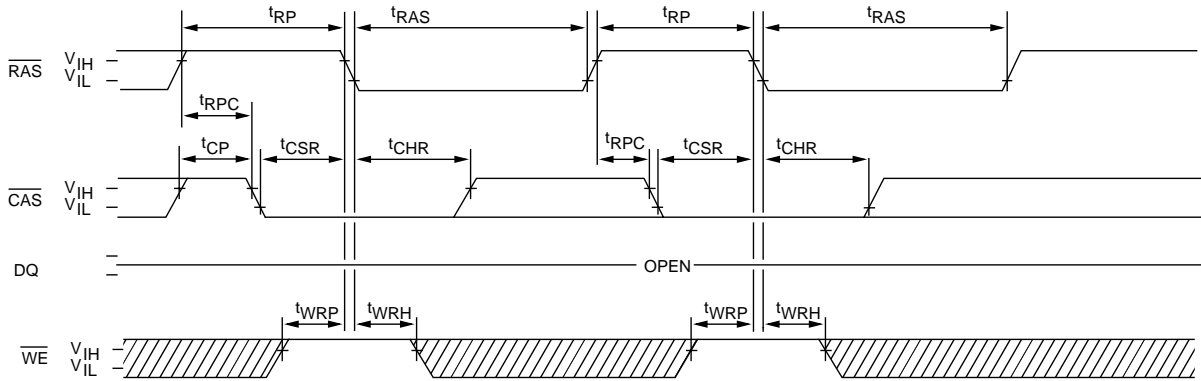 tRP tRAS tRP tRAS
RAS VIH
VIL
tRPC
tCP tCSR tCHR tRPC tCSR tCHR
CAS VIH
VIL
DQ OPEN
tWRP tWRH tWRP tWRH
WE VIH
VIL